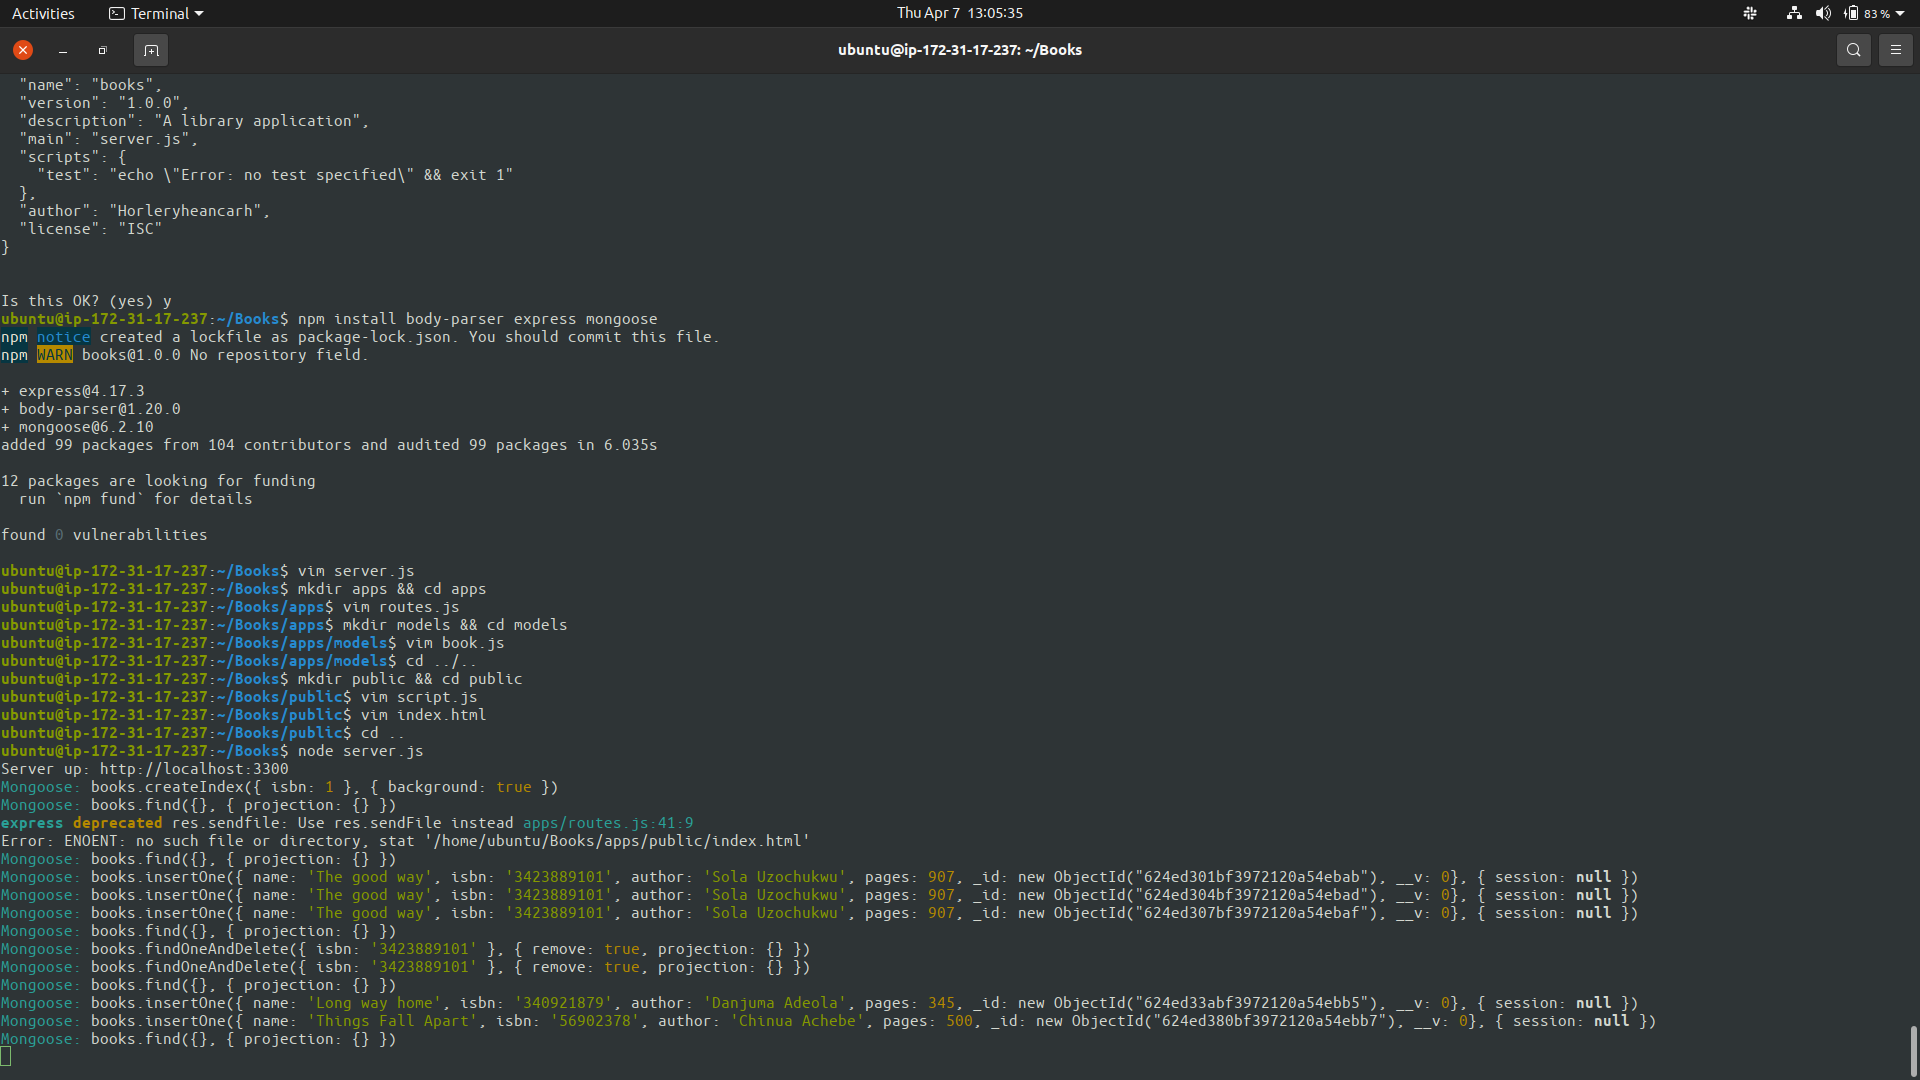 Activities
Terminal
Thu Apr 7 13:05:35
83 %
ubuntu@ip-172-31-17-237: ~/Books
"name": "books",
"version": "1.0.0",
"description": "A library application",
"main": "server.js",
"scripts": {
"test": "echo \"Error: no test specified\" && exit 1"
},
"author": "Horleryheancarh",
"license": "ISC"
}
Is this OK? (yes) y
ubuntu@ip-172-31-17-237:~/Books$ npm install body-parser express mongoose
npm notice created a lockfile as package-lock.json. You should commit this file.
npm WARN books@1.0.0 No repository field.
+ express@4.17.3
+ body-parser@1.20.0
+ mongoose@6.2.10
added 99 packages from 104 contributors and audited 99 packages in 6.035s
12 packages are looking for funding
run `npm fund` for details
found 0 vulnerabilities
ubuntu@ip-172-31-17-237:~/Books$ vim server.js
ubuntu@ip-172-31-17-237:~/Books$ mkdir apps && cd apps
ubuntu@ip-172-31-17-237:~/Books/apps$ vim routes.js
ubuntu@ip-172-31-17-237:~/Books/apps$ mkdir models && cd models
ubuntu@ip-172-31-17-237:~/Books/apps/models$ vim book.js
ubuntu@ip-172-31-17-237:~/Books/apps/models$ cd ../..
ubuntu@ip-172-31-17-237:~/Books$ mkdir public && cd public
ubuntu@ip-172-31-17-237:~/Books/public$ vim script.js
ubuntu@ip-172-31-17-237:~/Books/public$ vim index.html
ubuntu@ip-172-31-17-237:~/Books/public$ cd ..
ubuntu@ip-172-31-17-237:~/Books$ node server.js
Server up: http://localhost:3300
Mongoose: books.createIndex({ isbn: 1 }, { background: true })
Mongoose: books.find({}, { projection: {} })
express deprecated res.sendfile: Use res.sendFile instead apps/routes.js:41:9
Error: ENOENT: no such file or directory, stat '/home/ubuntu/Books/apps/public/index.html'
Mongoose: books.find({}, { projection: {} })
Mongoose: books.insertOne({ name: 'The good way', isbn: '3423889101', author: 'Sola Uzochukwu', pages: 907, _id: new ObjectId("624ed301bf3972120a54ebab"), __v: 0}, { session: null })
Mongoose: books.insertOne({ name: 'The good way', isbn: '3423889101', author: 'Sola Uzochukwu', pages: 907, _id: new ObjectId("624ed304bf3972120a54ebad"), __v: 0}, { session: null })
Mongoose: books.insertOne({ name: 'The good way', isbn: '3423889101', author: 'Sola Uzochukwu', pages: 907, _id: new ObjectId("624ed307bf3972120a54ebaf"), __v: 0}, { session: null })
Mongoose: books.find({}, { projection: {} })
Mongoose: books.findOneAndDelete({ isbn: '3423889101' }, { remove: true, projection: {} })
Mongoose: books.findOneAndDelete({ isbn: '3423889101' }, { remove: true, projection: {} })
Mongoose: books.find({}, { projection: {} })
Mongoose: books.insertOne({ name: 'Long way home', isbn: '340921879', author: 'Danjuma Adeola', pages: 345, _id: new ObjectId("624ed33abf3972120a54ebb5"), __v: 0}, { session: null })
Mongoose: books.insertOne({ name: 'Things Fall Apart', isbn: '56902378', author: 'Chinua Achebe', pages: 500, _id: new ObjectId("624ed380bf3972120a54ebb7"), __v: 0}, { session: null })
Mongoose: books.find({}, { projection: {} })